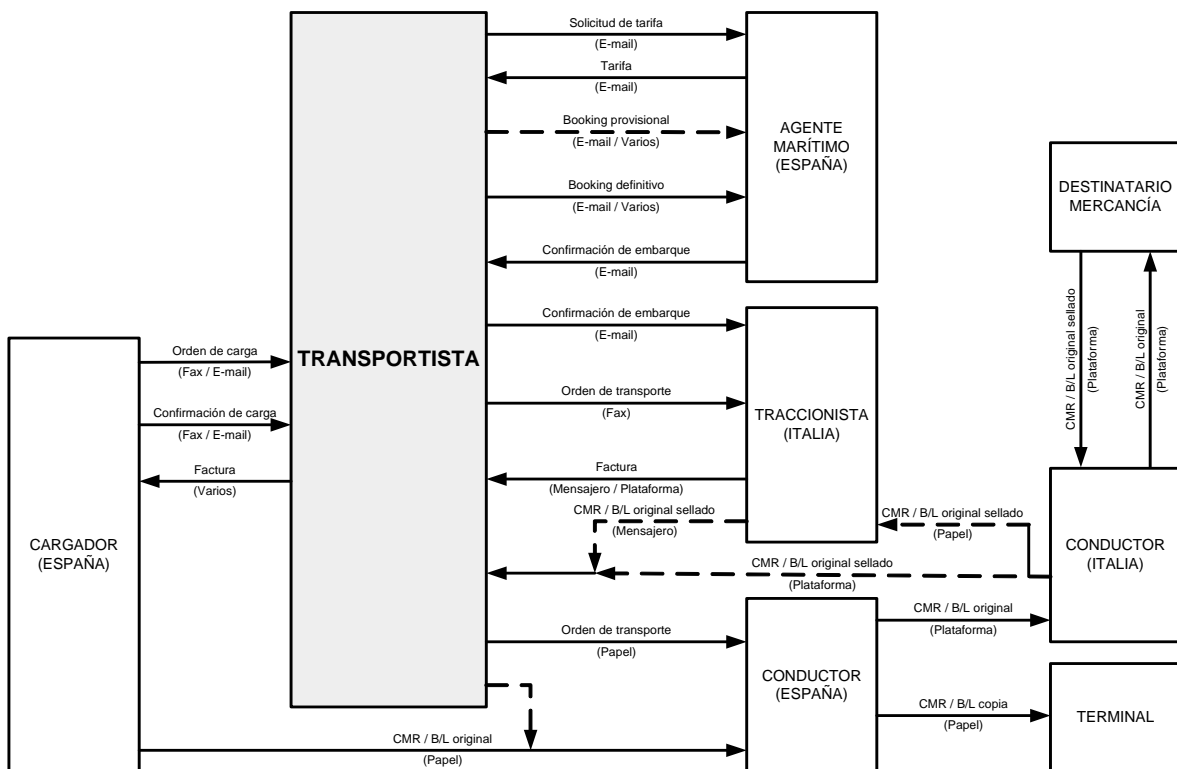 Solicitud de tarifa
(E-mail)
Tarifa
(E-mail)
Booking provisional
(E-mail / Varios)
Booking definitivo
(E-mail / Varios)
Confirmación de embarque
(E-mail)
AGENTE
MARÍTIMO
(ESPAÑA)
DESTINATARIO
MERCANCÍA
CMR / B/L original sellado
(Plataforma)
CMR / B/L original
(Plataforma)
TRANSPORTISTA
Confirmación de embarque
(E-mail)
Orden de carga
(Fax / E-mail)
Orden de transporte
(Fax)
TRACCIONISTA
(ITALIA)
Confirmación de carga
(Fax / E-mail)
Factura
(Varios)
Factura
(Mensajero / Plataforma)
CMR / B/L original sellado
(Mensajero)
CMR / B/L original sellado
(Papel)
CARGADOR
(ESPAÑA)
CONDUCTOR
(ITALIA)
CMR / B/L original sellado
(Plataforma)
CMR / B/L original
(Plataforma)
Orden de transporte
(Papel)
CONDUCTOR
(ESPAÑA)
CMR / B/L copia
(Papel)
TERMINAL
CMR / B/L original
(Papel)